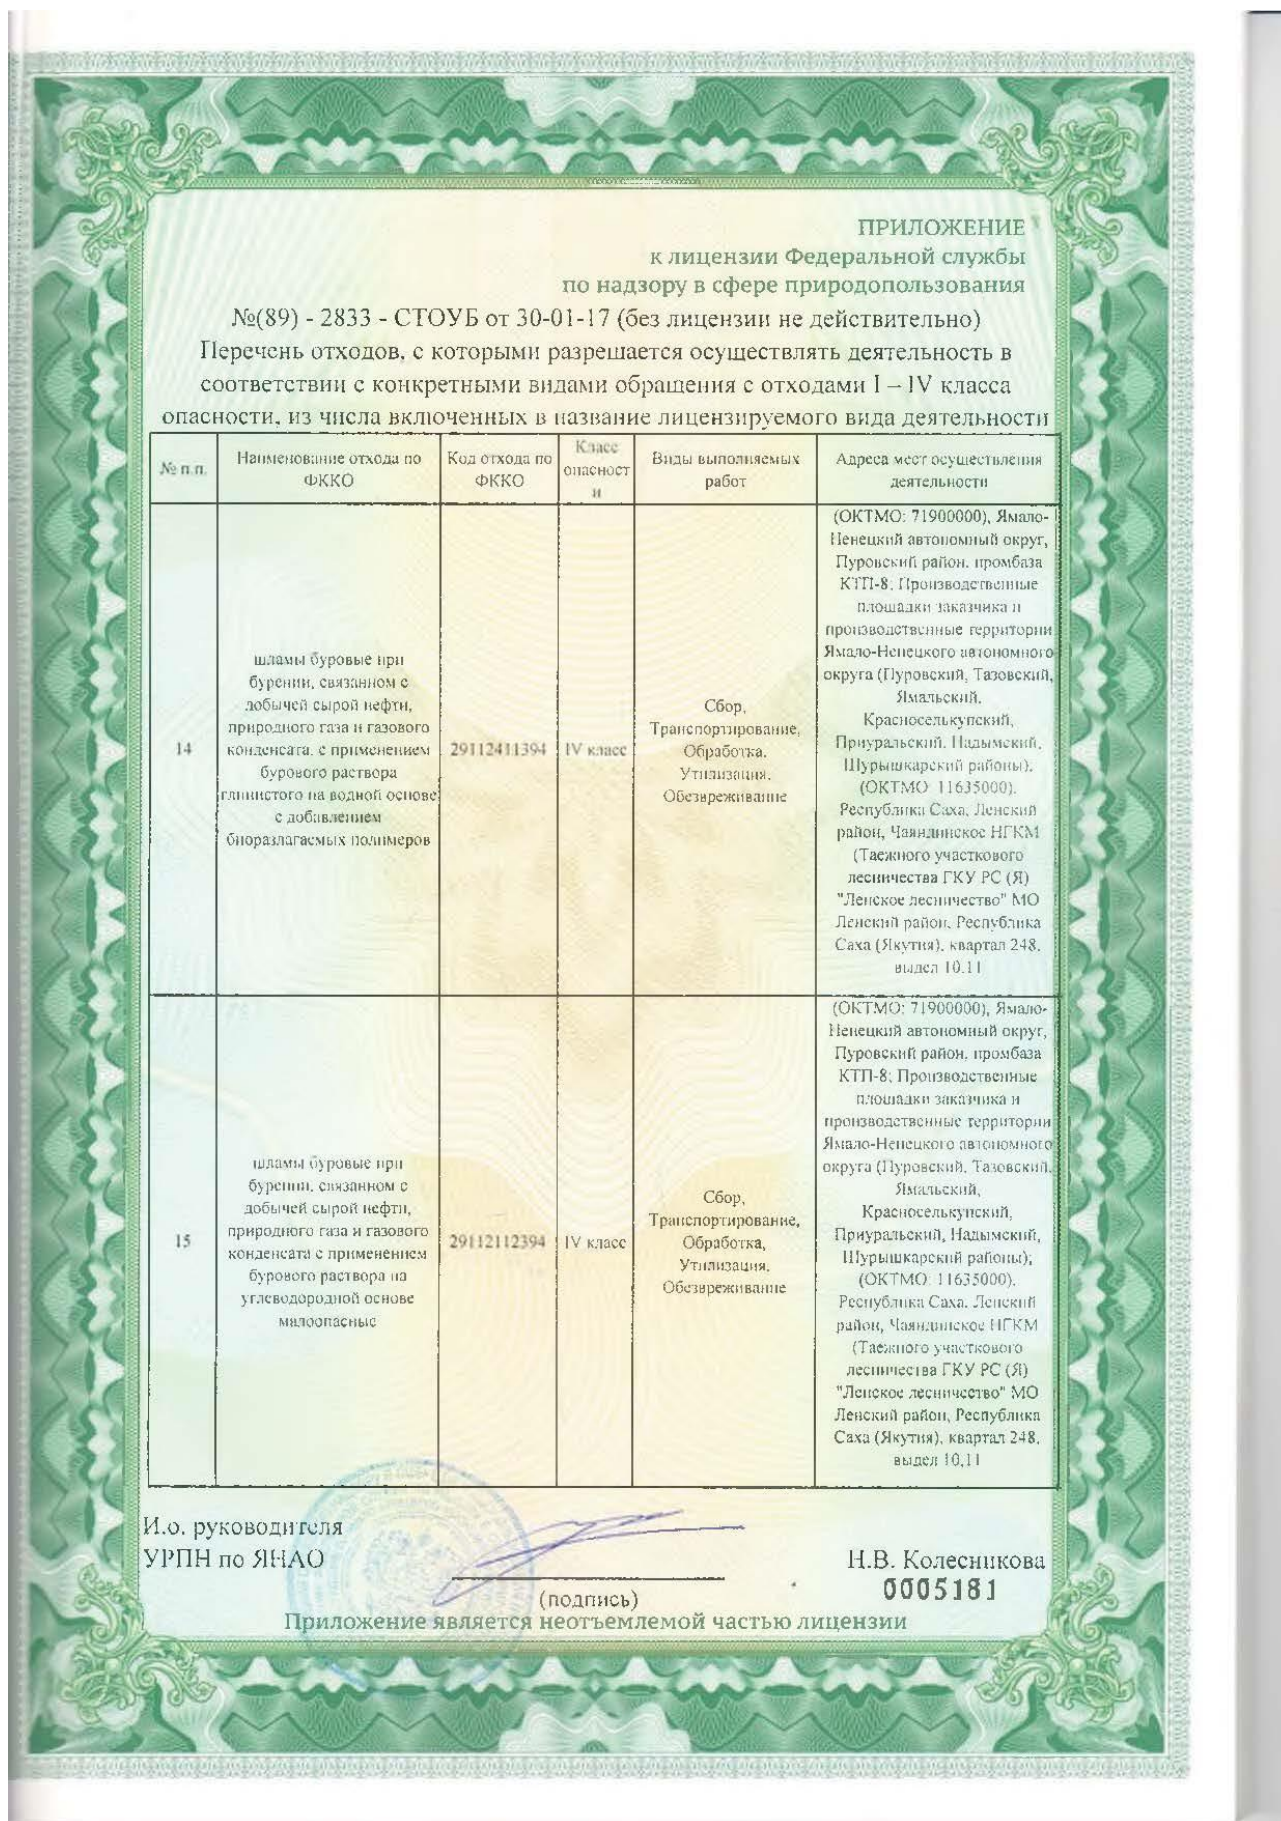 ПРИЛОЖЕНИЕ
к лицензии Федеральной службы
по надзору в сфере природопользования
№(89) - 2833 - СТОУБ от 30-01-17 (без лицензии не действительно)
Перечень отходов, с которыми разрешается осуществлять деятельность в
соответствии с конкретными видами обращения с отходами I – IV класса
опасности, из числа включенных в название лицензируемого вида деятельности
№ п.п.
Наименование отхода по
ФККО
Код отхода по
ФККО
Класс
опасност
и
Виды выполняемых
работ
Адреса мест осуществления
деятельности
14
шламы буровые при
бурении, связанном с
добычей сырой нефти,
природного газа и газового
конденсата, с применением
бурового раствора
глинистого на водной основе
с добавлением
биоразлагаемых полимеров
29112411394
IV класс
Сбор,
Транспортирование,
Обработка,
Утилизация,
Обезвреживание
(ОКТМО: 71900000), Ямало-
Ненецкий автономный округ,
Пуровский район, промбаза
КТП-8; Производственные
площадки заказчика и
производственные территории
Ямало-Ненецкого автономного
округа (Пуровский, Тазовский,
Ямальский,
Красноселькупский,
Приуральский, Надымский,
Шурышкарский районы),
(ОКТМО: 11635000),
Республика Саха, Ленский
район, Чаяндинское НГКМ
(Таежного участкового
лесничества ГКУ РС (Я)
"Ленское лесничество" МО
Ленский район, Республика
Саха (Якутия), квартал 248,
выдел 10,11
15
шламы буровые при
бурении, связанном с
добычей сырой нефти,
природного газа и газового
конденсата с применением
бурового раствора на
углеводородной основе
малоопасные
29112112394
IV класс
Сбор,
Транспортирование,
Обработка,
Утилизация,
Обезвреживание
(ОКТМО: 71900000), Ямало-
Ненецкий автономный округ,
Пуровский район, промбаза
КТП-8; Производственные
площадки заказчика и
производственные территории
Ямало-Ненецкого автономного
округа (Пуровский, Тазовский,
Ямальский,
Красноселькупский,
Приуральский, Надымский,
Шурышкарский районы);
(ОКТМО: 11635000),
Республика Саха, Ленский
район, Чаяндинское НГКМ
(Таежного участкового
лесничества ГКУ РС (Я)
"Ленское лесничество" МО
Ленский район, Республика
Саха (Якутия), квартал 248,
выдел 10,11
И.о. руководителя
УРПН по ЯНАО
Н.В. Колесникова
0005181
(подпись)
Приложение является неотъемлемой частью лицензии